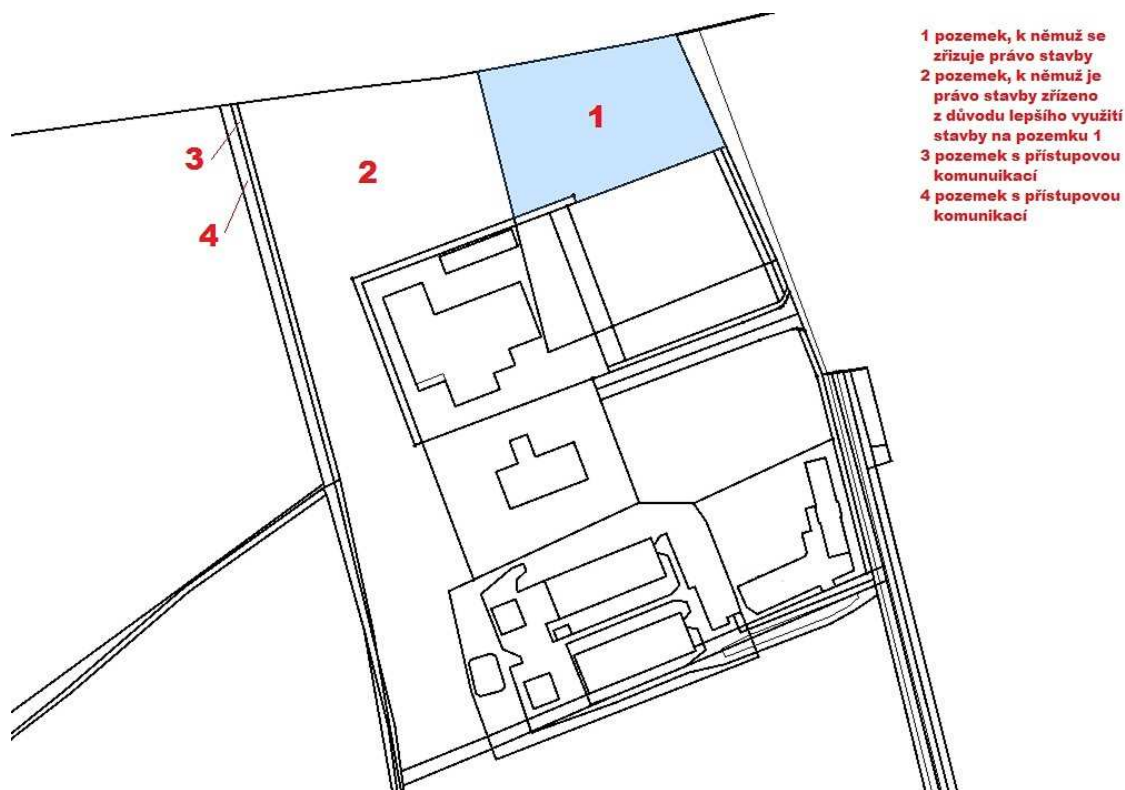 1 pozemek, k němuž se
zřizuje právo stavby
2 pozemek, k němuž je
právo stavby zřízeno
z důvodu lepšího využití
stavby na pozemku 1
3 pozemek s přístupovou
komunuikací
4 pozemek s přístupovou
komunikací
1
2
3
4